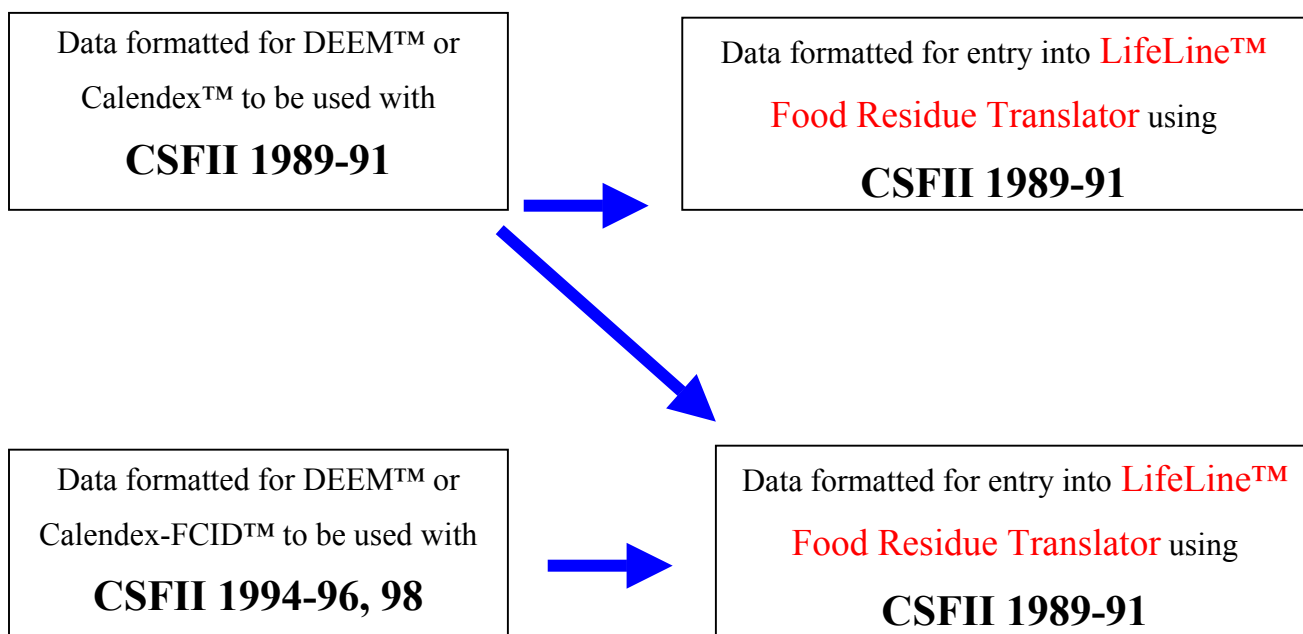 Data formatted for DEEM™ or
Calendex™ to be used with
CSFII 1989-91
Data formatted for entry into LifeLine™
Food Residue Translator using
CSFII 1989-91
Data formatted for DEEM™ or
Calendex-FCID™ to be used with
CSFII 1994-96, 98
Data formatted for entry into LifeLine™
Food Residue Translator using
CSFII 1989-91